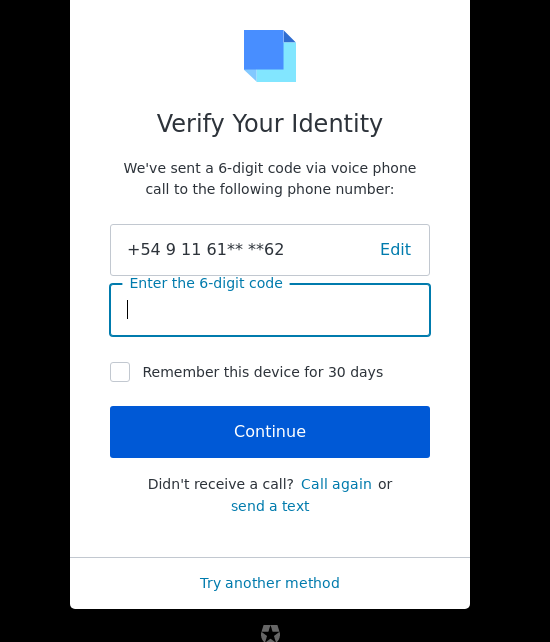 Verify Your Identity
We've sent a 6-digit code via voice phone
call to the following phone number:
+54 9 11 61** **62 Edit
Enter the 6-digit code
Remember this device for 30 days
Continue
Didn't receive a call? Call again or
send a text
Try another method